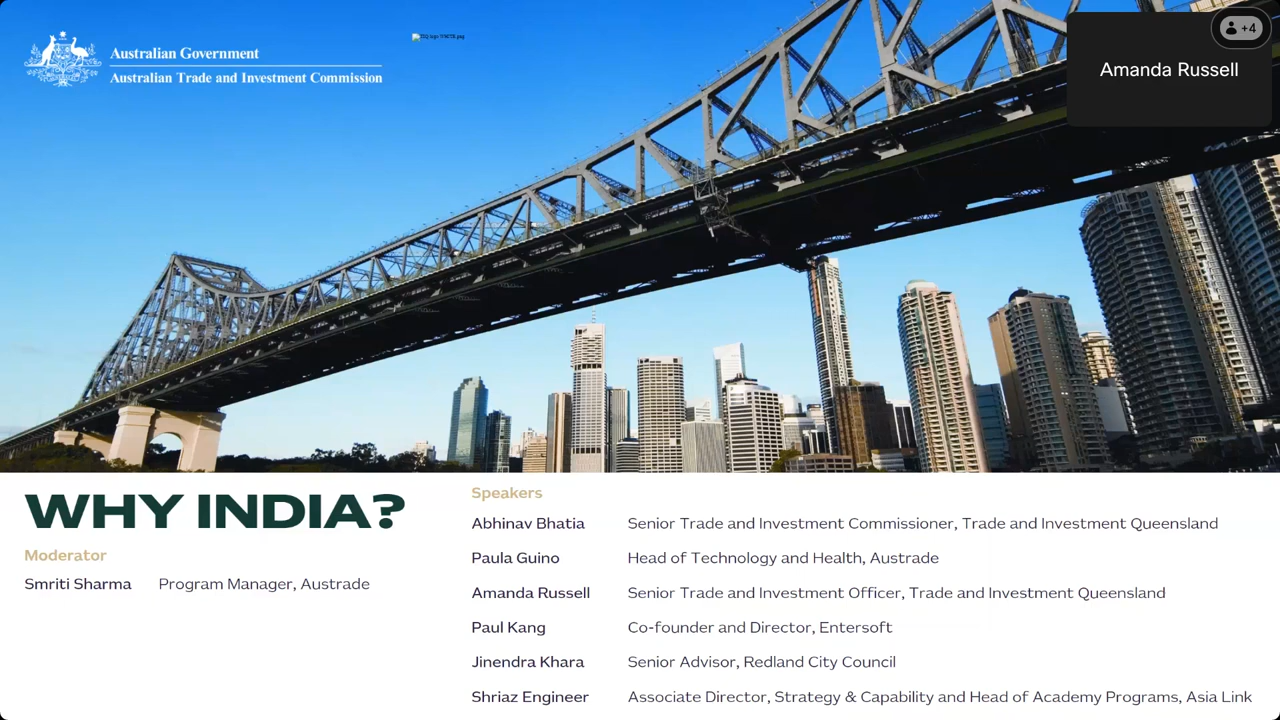 Australian Government
Australian Trade and Investment Commission
+4
Amanda Russell
WHY INDIA?
Moderator
Smriti Sharma Program Manager, Austrade
Speakers
Abhinav Bhatia Senior Trade and Investment Commissioner, Trade and Investment Queensland
Paula Guino Head of Technology and Health, Austrade
Amanda Russell Senior Trade and Investment Officer, Trade and Investment Queensland
Paul Kang Co-founder and Director, Entersoft
Jinendra Khara Senior Advisor, Redland City Council
Shriaz Engineer Associate Director, Strategy & Capability and Head of Academy Programs, Asia Link